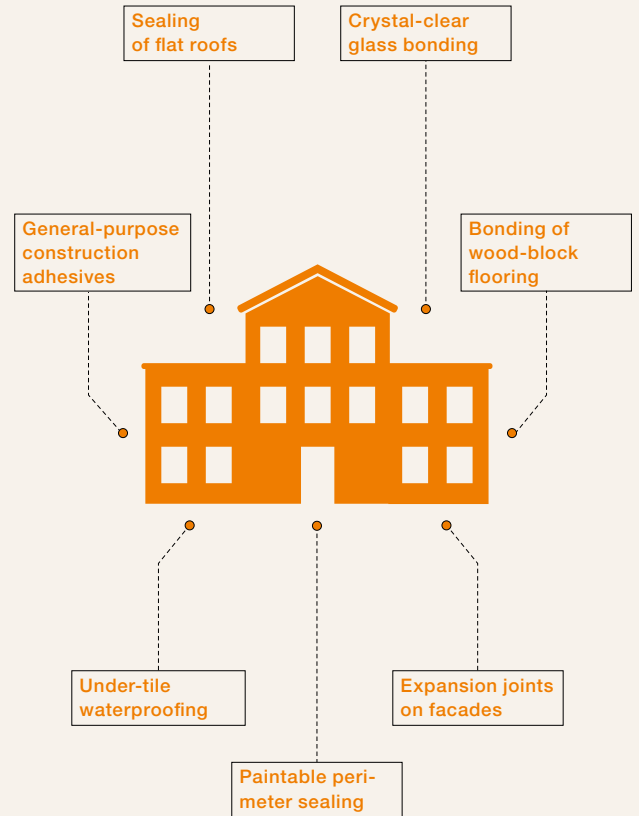 Sealing
of flat roofs
Crystal-clear
glass bonding
General-purpose
construction
adhesives
Bonding of
wood-block
flooring
Under-tile
waterproofing
Expansion joints
on facades
Paintable peri-
meter sealing